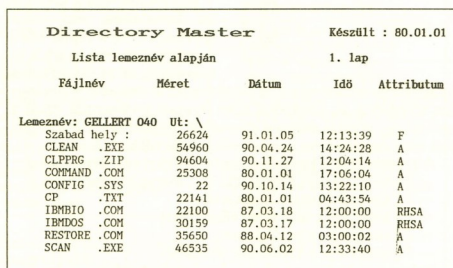 Directory Master Készült : 80.01.01
Lista lemeznév alapján 1. lap
Fájlnév Méret Dátum Idö Attributum
Lemeznév: GELLERT 040 Ut: \
Szabad hely : 26624 91.01.05 12:13:39 F
CLEAN .EXE 54960 90.04.24 14:24:28 A
CLPPRG .ZIP 94604 90.11.27 12:04:14 A
COMMAND .COM 25308 80.01.01 17:06:04 A
CONFIG .SYS 22 90.10.14 13:22:10 A
CP .TXT 22141 80.01.01 04:43:54 A
IBMBIO .COM 22100 87.03.18 12:00:00 RHSA
IBMDOS .COM 30159 87.03.17 12:00:00 RHSA
RESTORE .COM 35650 88.04.12 03:00:02 A
SCAN .EXE 46535 90.06.02 12:33:40 A